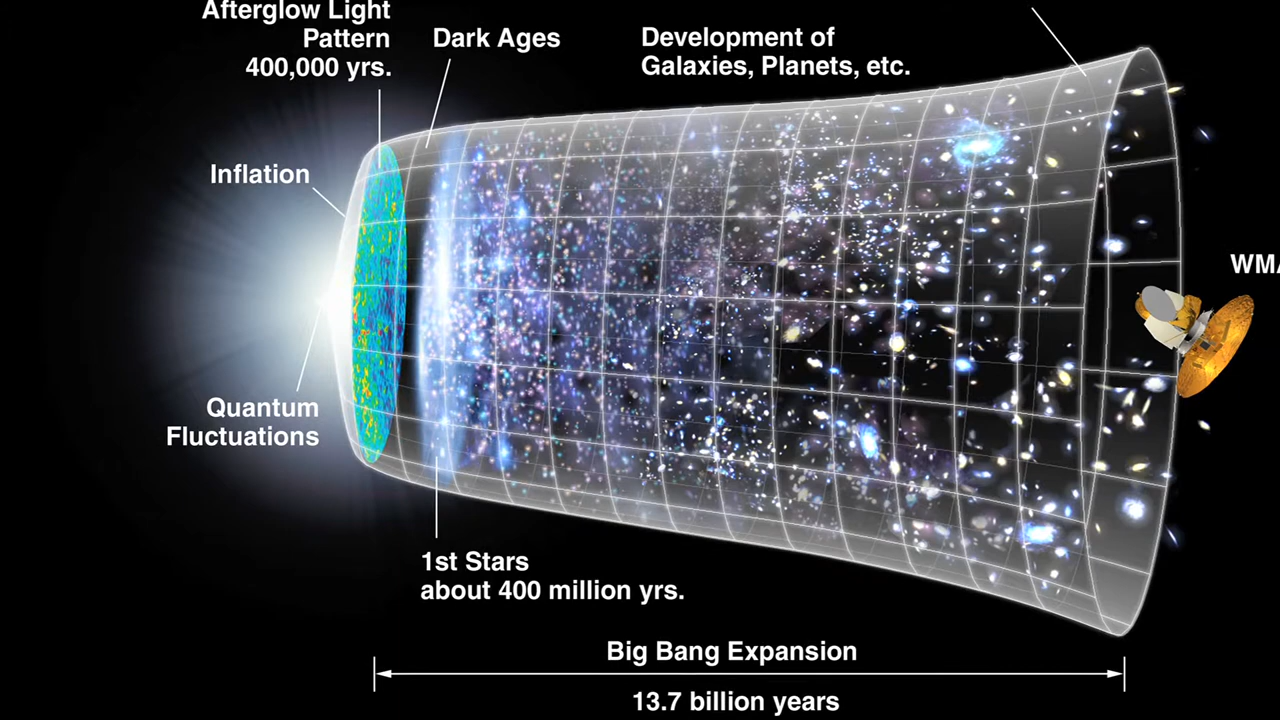 Afterglow Light
Pattern
400,000 yrs.
Dark Ages
Development of
Galaxies, Planets, etc.
Inflation
Quantum
Fluctuations
1st Stars
about 400 million yrs.
Big Bang Expansion
13.7 billion years